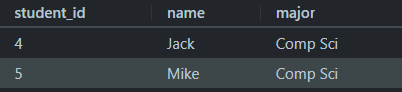 student_id name major
4 Jack Comp Sci
5 Mike Comp Sci